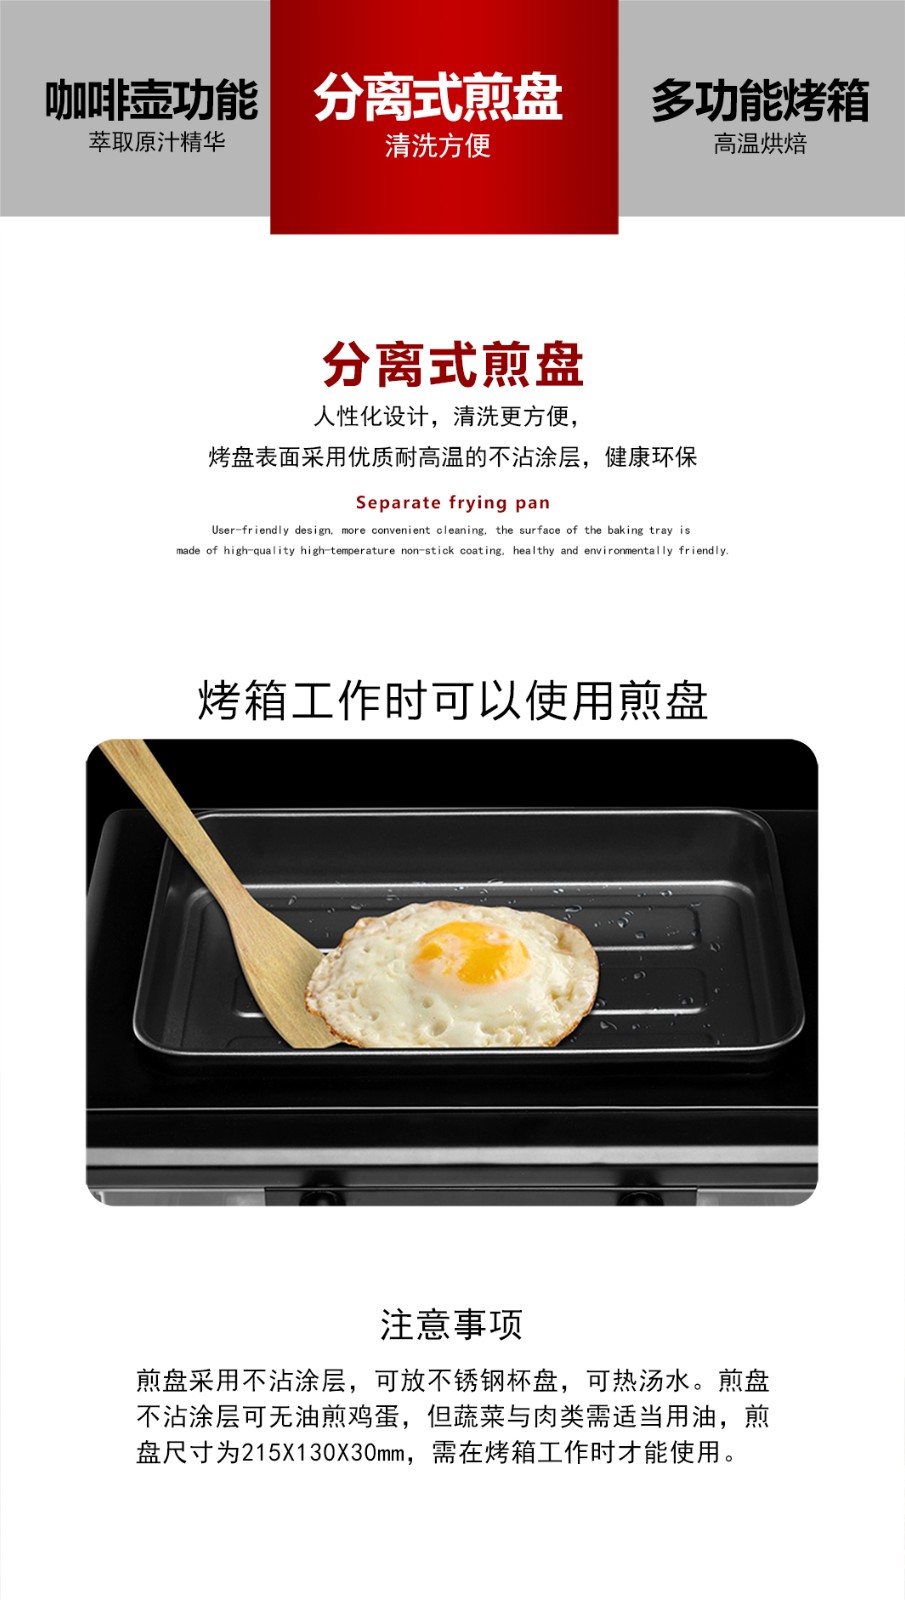 咖啡壶功能
萃取原汁精华
分离式煎盘
清洗方便
多功能烤箱
高温烘焙
分离式煎盘
人性化设计，清洗更方便，
烤盘表面采用优质耐高温的不沾涂层，健康环保
Separate frying pan
User-friendly design, more convenient cleaning, the surface of the baking tray is
made of high-quality high-temperature non-stick coating, healthy and environmentally friendly.
烤箱工作时可以使用煎盘
注意事项
煎盘采用不沾涂层，可放不锈钢杯盘，可热汤水。煎盘
不沾涂层可无油煎鸡蛋，但蔬菜与肉类需适当用油，煎
盘尺寸为215X130X30mm，需在烤箱工作时才能使用。